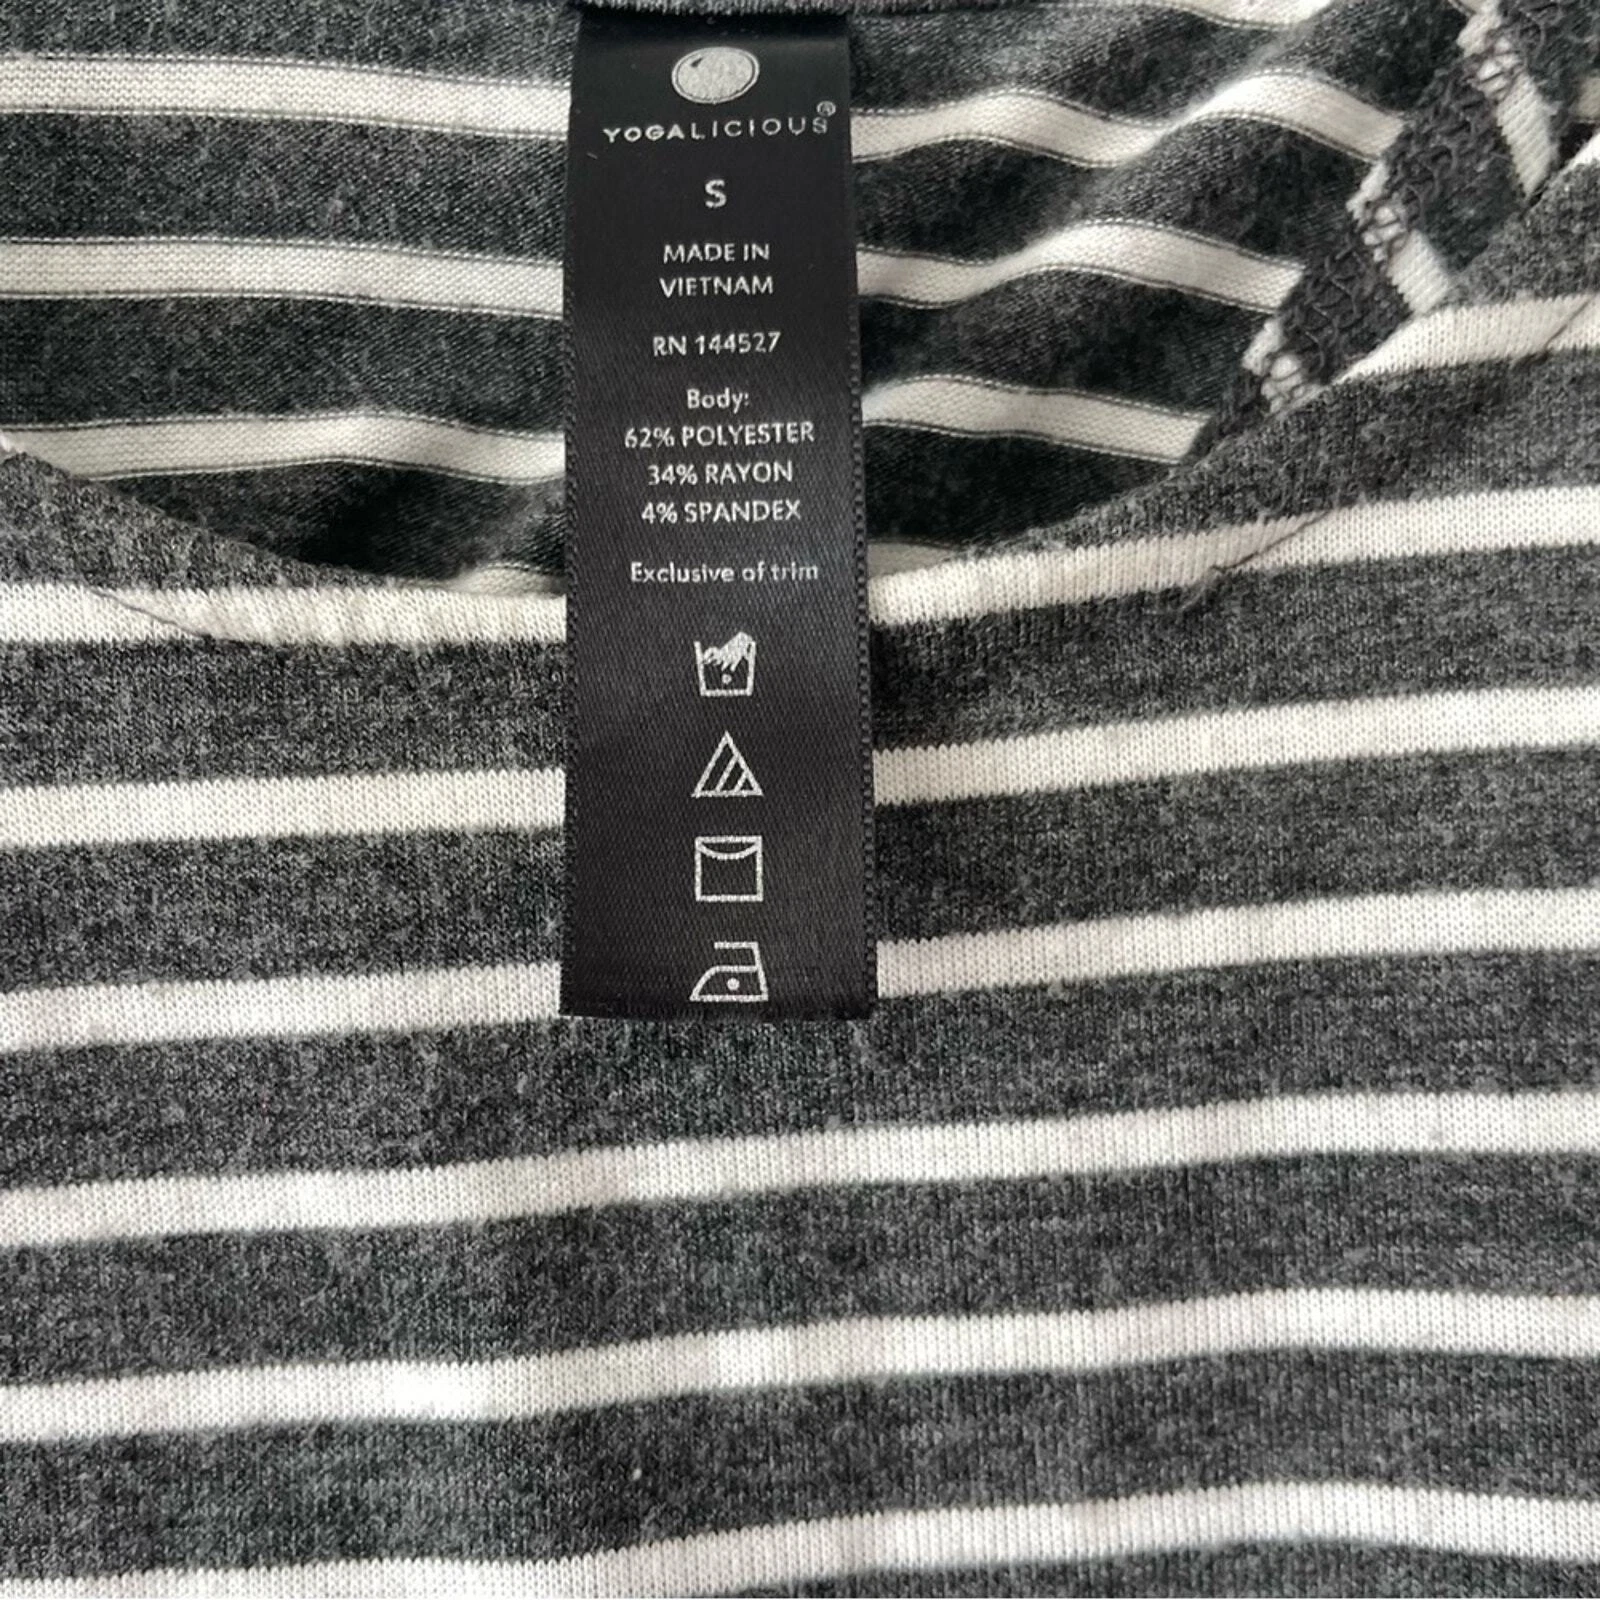 YOGALICIOUS®
S
MADE IN
VIETNAM
RN 144527
Body:
62% POLYESTER
34% RAYON
4% SPANDEX
Exclusive of trim